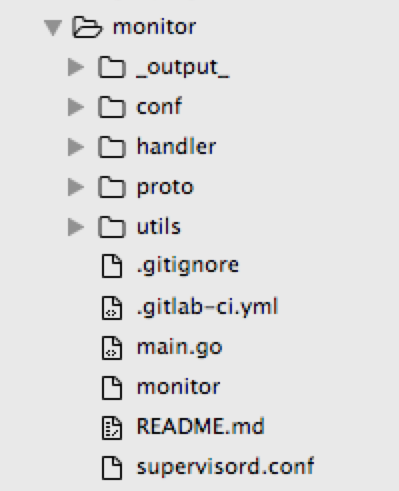 monitor
_output_
conf
handler
proto
utils
.gitignore
.gitlab-ci.yml
main.go
monitor
README.md
supervisord.conf